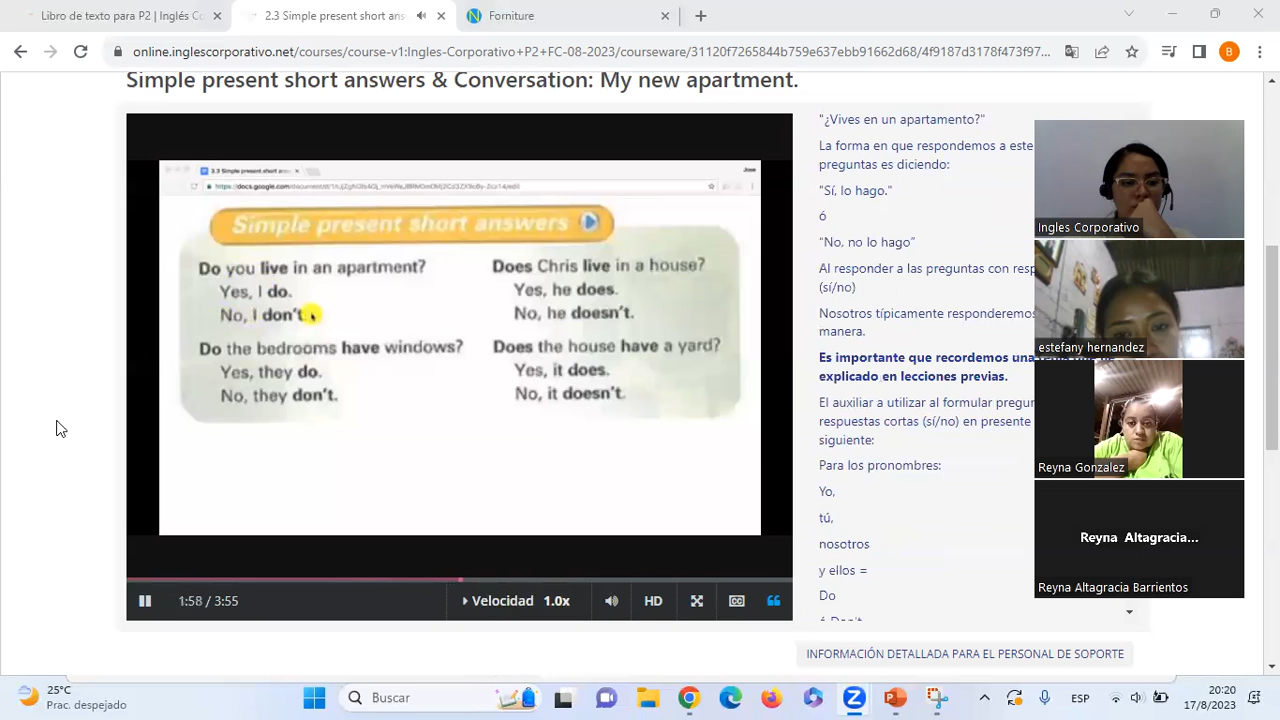 Libro de texto para P2 | Inglés C
2.3 Simple present short ans
Forniture
online.inglescorporativo.net/courses/course-v1:Ingles-Corporativo+P2+FC-08-2023/courseware/31120f7265844b759e637ebb91662d68/4f9187d3178f473f97...
B
Simple present short answers & Conversation: My new apartment.
Simple present short answers
Do you live in an apartment?
Yes, I do.
No, I don't.
Do the bedrooms have windows?
Yes, they do.
No, they don't.
Does Chris live in a house?
Yes, he does.
No, he doesn't.
Does the house have a yard?
Yes, it does.
No, it doesn't.
1:58 / 3:55
Velocidad 1.0x
HD
"¿Vives en un apartamento?"
La forma en que respondemos a este
preguntas es diciendo:
"Sí, lo hago."
ó
"No, no lo hago"
Al responder a las preguntas con resp
(sí/no)
Nosotros típicamente responderemos
manera.
Es importante que recordemos una
explicado en lecciones previas.
El auxiliar a utilizar al formular pregun
respuestas cortas (sí/no) en presente
siguiente:
Para los pronombres:
Yo,
tú,
nosotros
y ellos =
Do
ó Don't
INFORMACIÓN DETALLADA PARA EL PERSONAL DE SOPORTE
Ingles Corporativo
estefany hernandez
Reyna Gonzalez
Reyna Altagracia...
Reyna Altagracia Barrientos
25°C
Prac. despejado
Buscar
ESP
20:20
17/8/2023